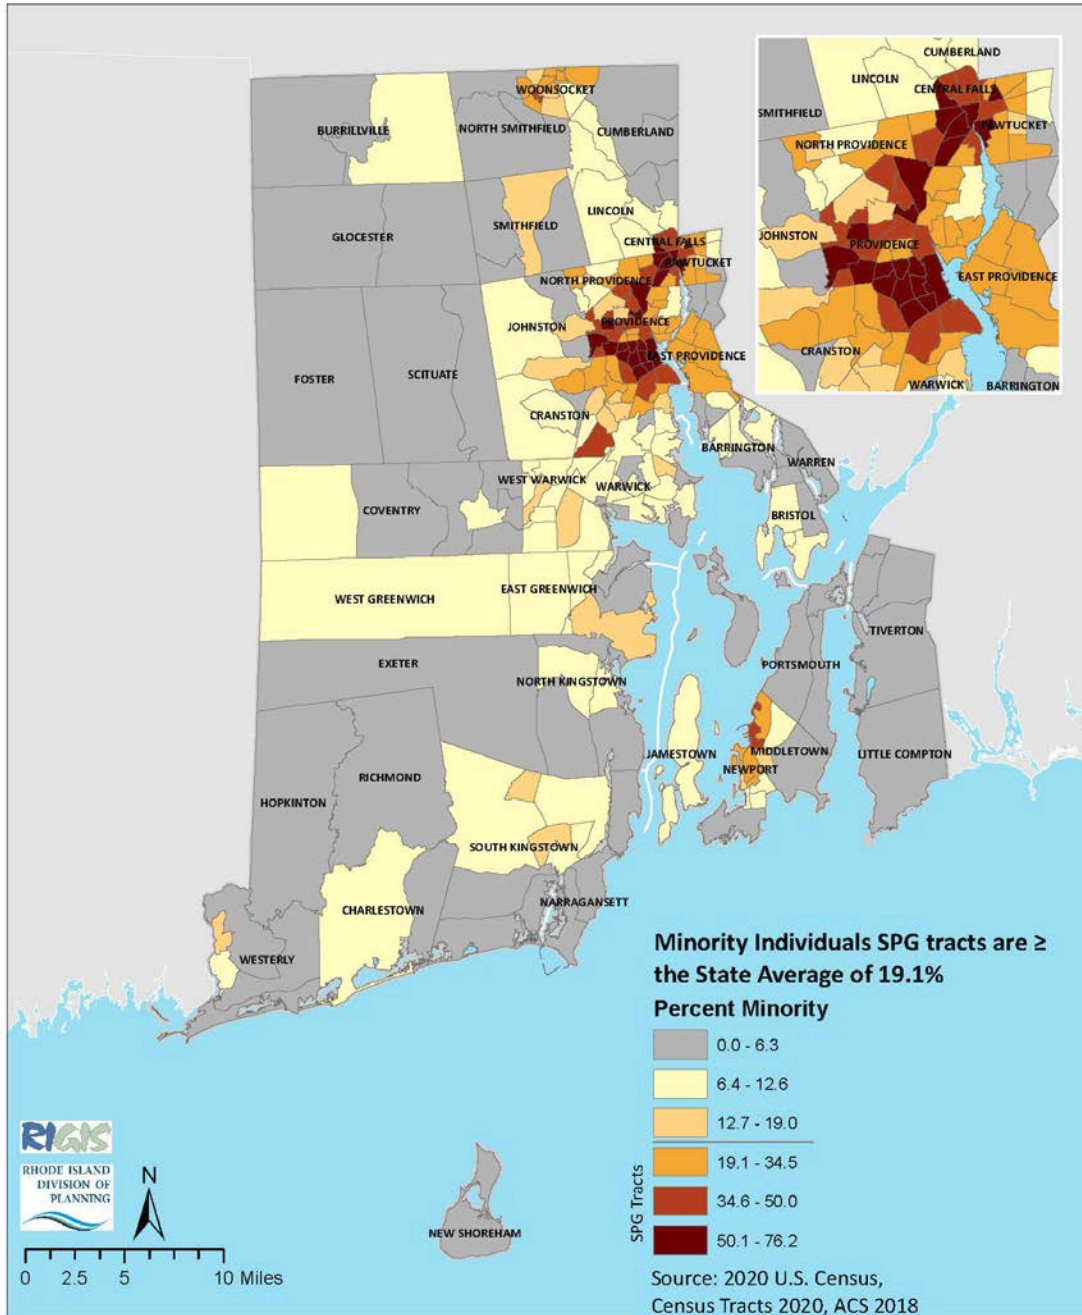 CUMBERLAND
LINCOLN
CENTRAL FALLS
SMITHFIELD
PAWTUCKET
NORTH PROVIDENCE
JOHNSTON
PROVIDENCE
EAST PROVIDENCE
CRANSTON
WARWICK
BARRINGTON
WOONSOCKET
BURRILLVILLE
NORTH SMITHFIELD
CUMBERLAND
GLOCESTER
SMITHFIELD
LINCOLN
CENTRAL FALLS
PAWTUCKET
NORTH PROVIDENCE
JOHNSTON
PROVIDENCE
EAST PROVIDENCE
FOSTER
SCITUATE
CRANSTON
BARRINGTON
WARREN
WEST WARWICK
WARWICK
COVENTRY
BRISTOL
WEST GREENWICH
EAST GREENWICH
TIVERTON
EXETER
PORTSMOUTH
NORTH KINGSTOWN
JAMESTOWN
MIDDLETOWN
LITTLE COMPTON
NEWPORT
RICHMOND
HOPKINTON
SOUTH KINGSTOWN
CHARLESTOWN
NARRAGANSETT
WESTERLY
Minority Individuals SPG tracts are ≥
the State Average of 19.1%
Percent Minority
0.0 - 6.3
6.4 - 12.6
12.7 - 19.0
SPG Tracts
19.1 - 34.5
34.6 - 50.0
50.1 - 76.2
Source: 2020 U.S. Census,
Census Tracts 2020, ACS 2018
RIGIS
RHODE ISLAND
DIVISION OF
PLANNING
N
0 2.5 5 10 Miles
NEW SHOREHAM